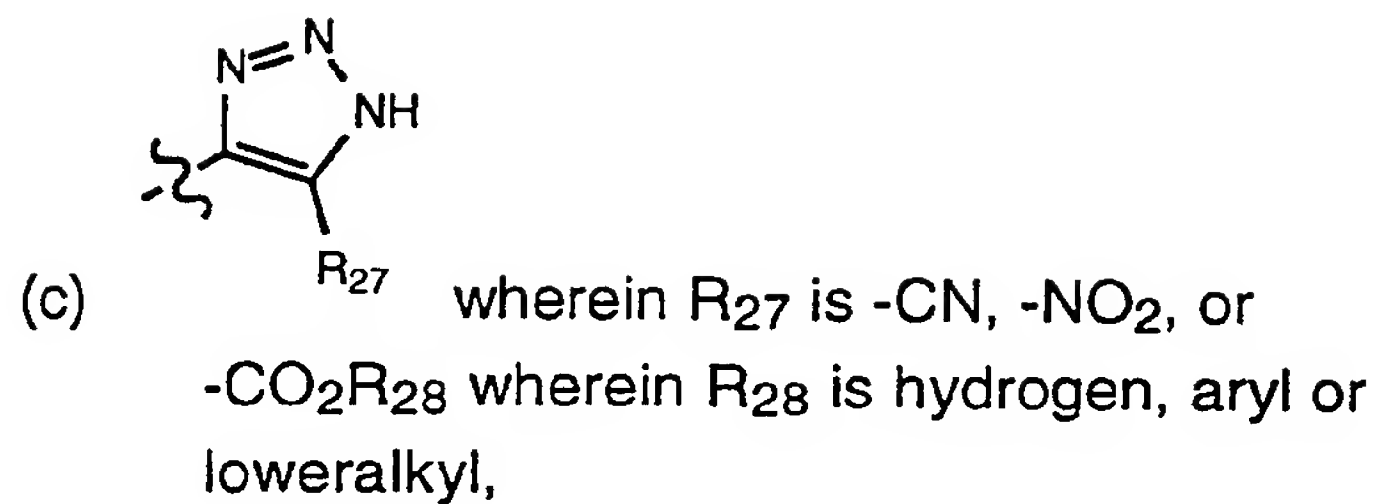 N=N
NH
R27
(c) wherein R27 is -CN, -NO2, or
-CO2R28 wherein R28 is hydrogen, aryl or
loweralkyl,